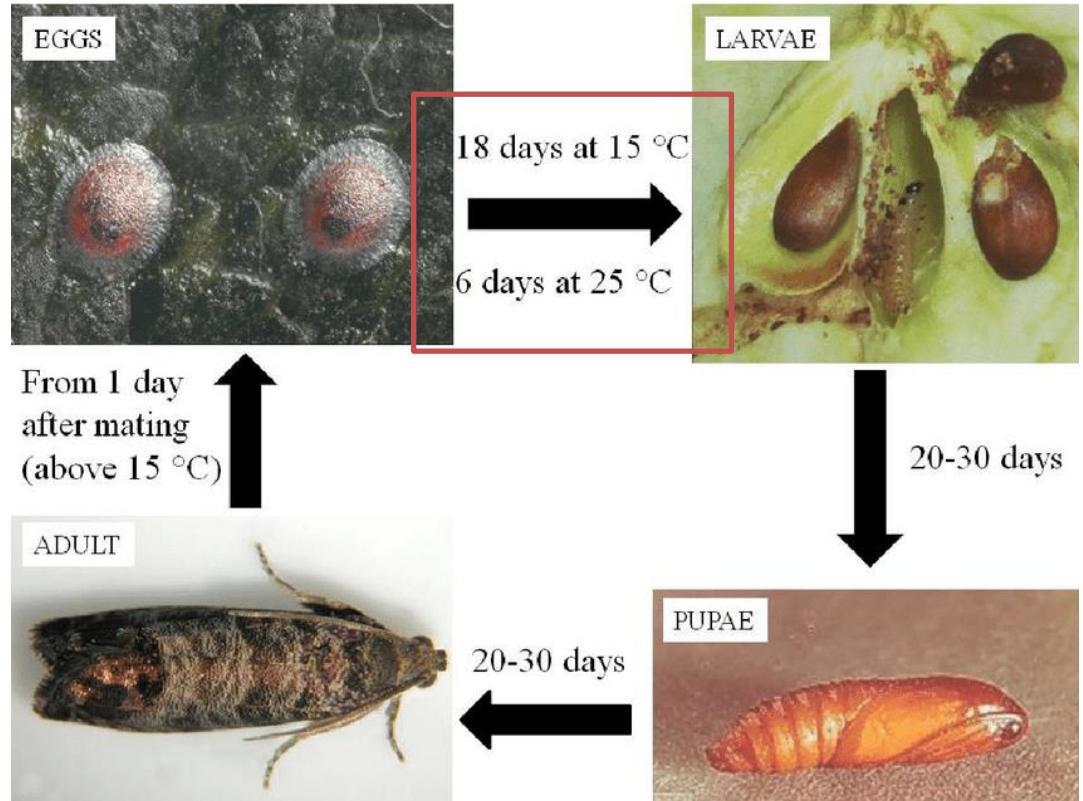 EGGS
LARVAE
18 days at 15 °C
6 days at 25 °C
From 1 day
after mating
(above 15 °C)
20-30 days
ADULT
PUPAE
20-30 days